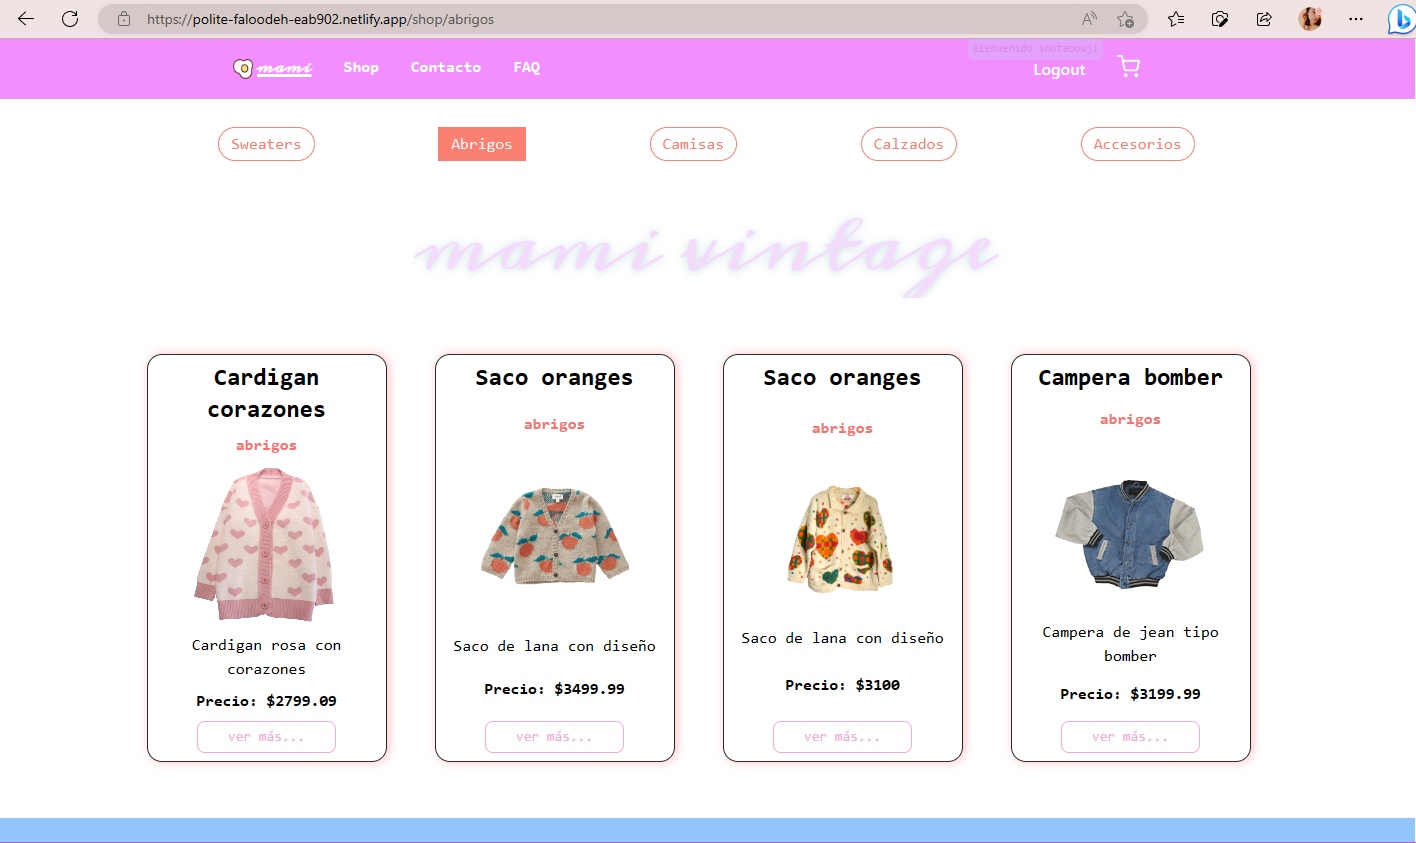 https://polite-faloodeh-eab902.netlify.app/shop/abrigos
Bienvenido shotaoouji
mami Shop Contacto FAQ Logout
Sweaters Abrigos Camisas Calzados Accesorios
mami vintage
Cardigan
corazones
abrigos
Cardigan rosa con
corazones
Precio: $2799.09
ver más...
Saco oranges
abrigos
Saco de lana con diseño
Precio: $3499.99
ver más...
Saco oranges
abrigos
Saco de lana con diseño
Precio: $3100
ver más...
Campera bomber
abrigos
Campera de jean tipo
bomber
Precio: $3199.99
ver más...